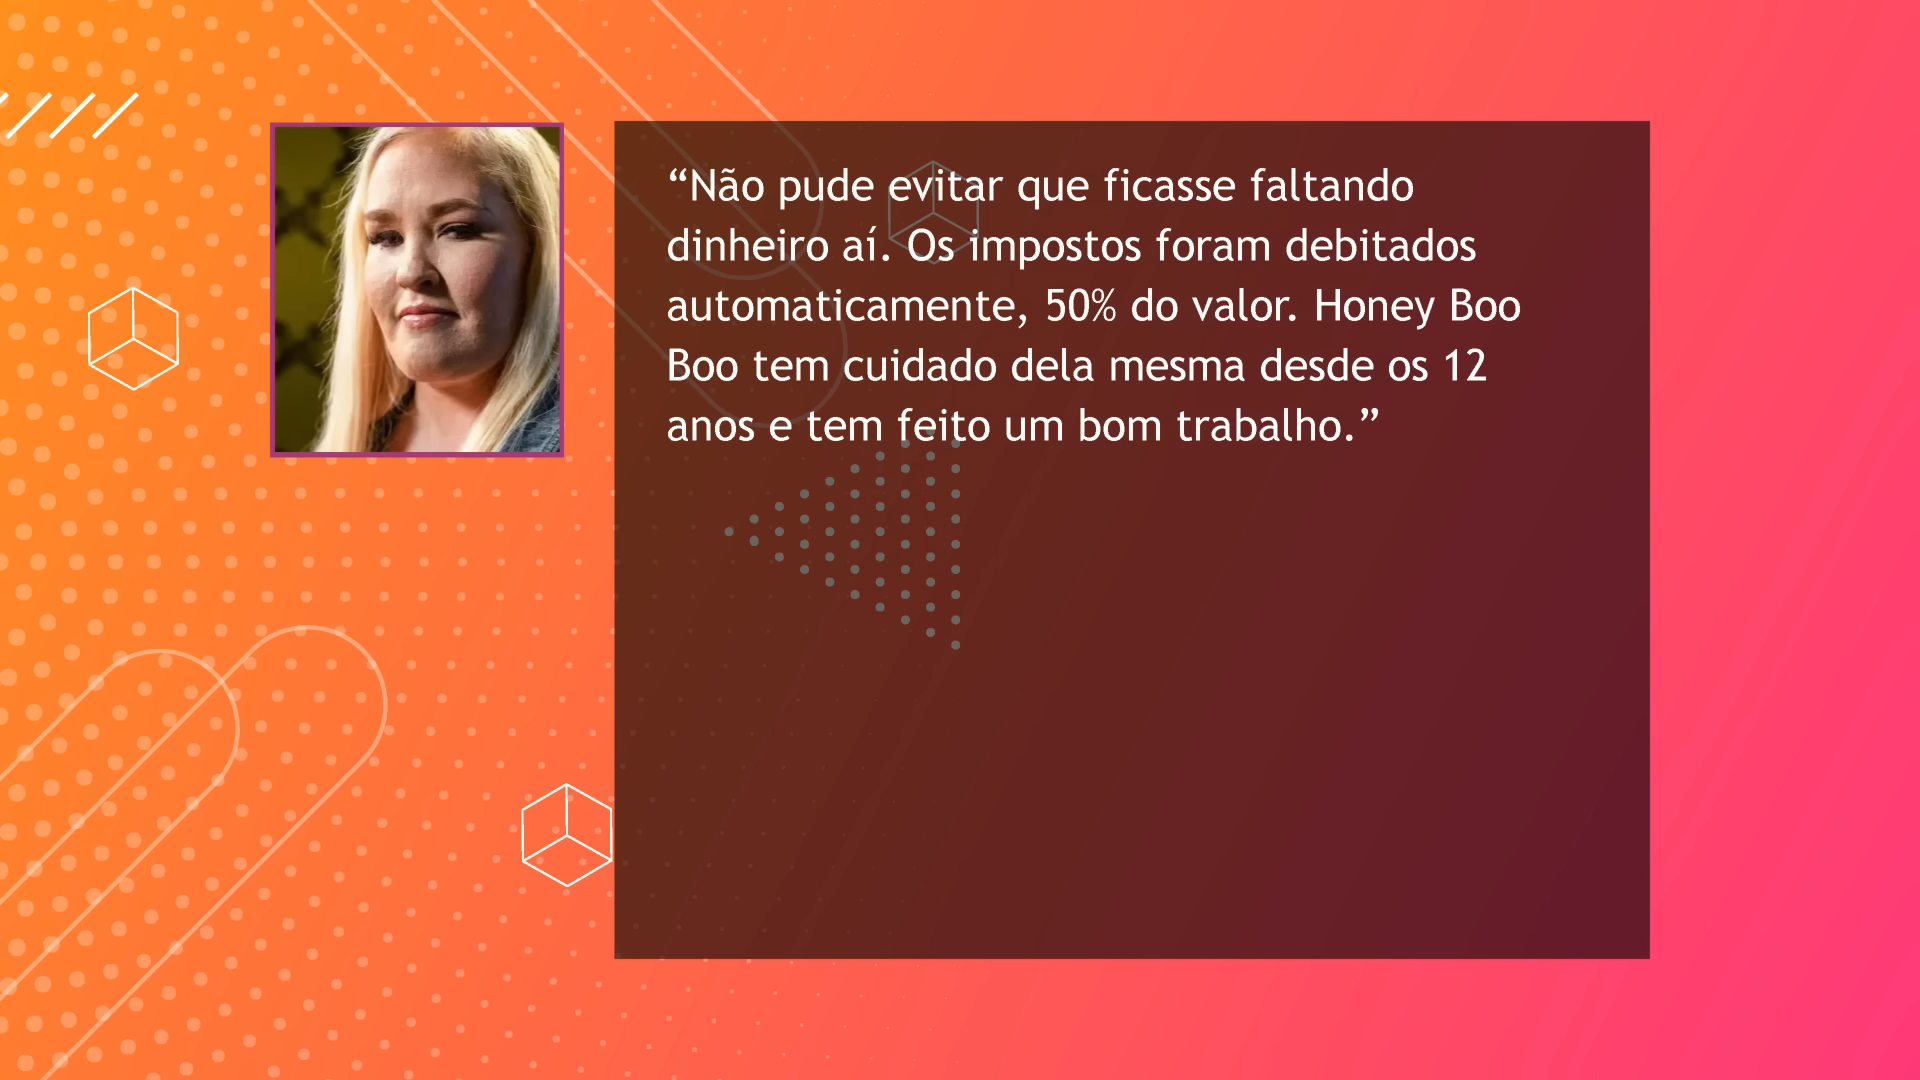 “Não pude evitar que ficasse faltando
dinheiro aí. Os impostos foram debitados
automaticamente, 50% do valor. Honey Boo
Boo tem cuidado dela mesma desde os 12
anos e tem feito um bom trabalho.”